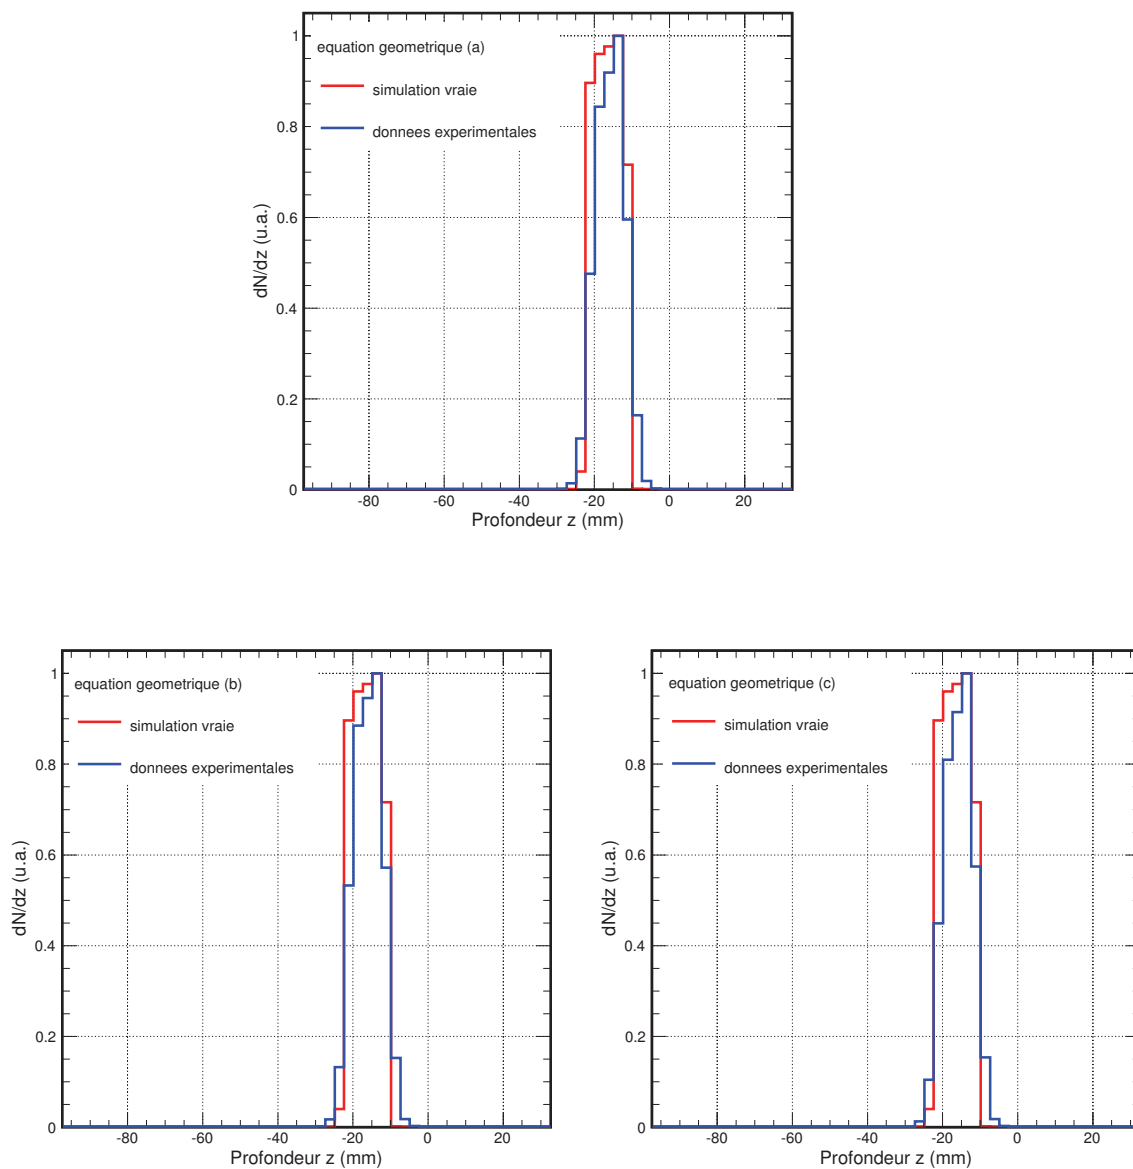 equation geometrique (a)
simulation vraie
donnees experimentales
dN/dz (u.a.)
1
0.8
0.6
0.4
0.2
0
-80 -60 -40 -20 0 20
Profondeur z (mm)
equation geometrique (b)
simulation vraie
donnees experimentales
dN/dz (u.a.)
1
0.8
0.6
0.4
0.2
0
-80 -60 -40 -20 0 20
Profondeur z (mm)
equation geometrique (c)
simulation vraie
donnees experimentales
dN/dz (u.a.)
1
0.8
0.6
0.4
0.2
0
-80 -60 -40 -20 0 20
Profondeur z (mm)